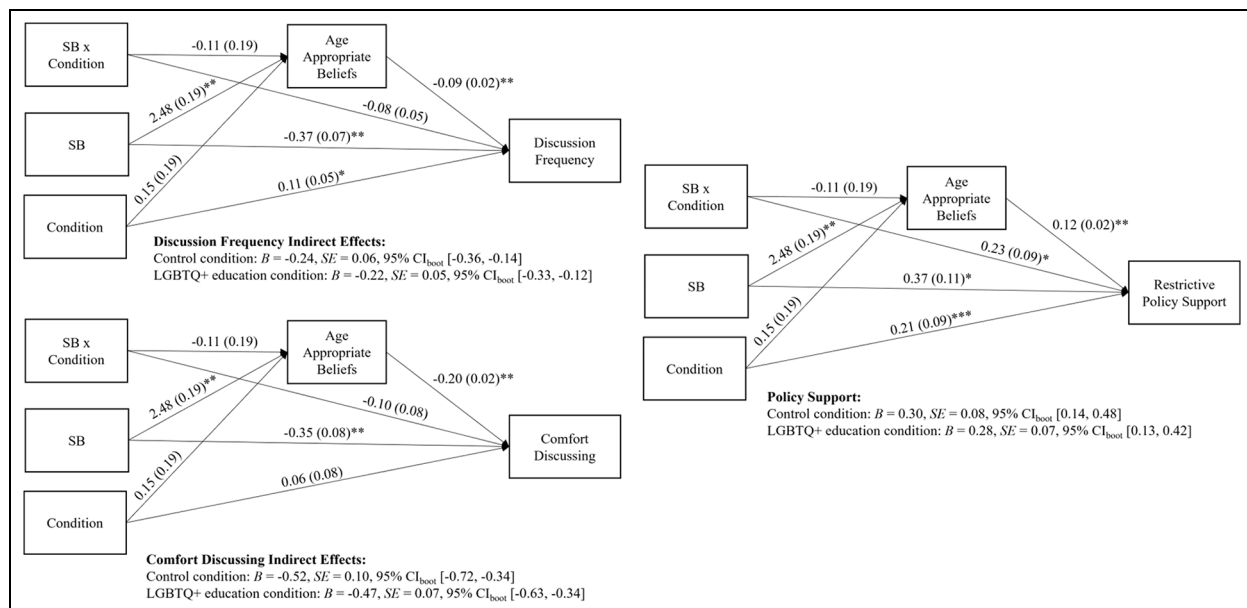 SB x
Condition
-0.11 (0.19)
Age
Appropriate
Beliefs
-0.09 (0.02)**
2.48 (0.19)**
-0.08 (0.05)
SB
-0.37 (0.07)**
Discussion
Frequency
0.15 (0.19)
0.11 (0.05)*
Condition
Discussion Frequency Indirect Effects:
Control condition: B = -0.24, SE = 0.06, 95% CIboot [-0.36, -0.14]
LGBTQ+ education condition: B = -0.22, SE = 0.05, 95% CIboot [-0.33, -0.12]
SB x
Condition
-0.11 (0.19)
Age
Appropriate
Beliefs
-0.20 (0.02)**
2.48 (0.19)**
-0.10 (0.08)
SB
-0.35 (0.08)**
Comfort
Discussing
0.15 (0.19)
0.06 (0.08)
Condition
Comfort Discussing Indirect Effects:
Control condition: B = -0.52, SE = 0.10, 95% CIboot [-0.72, -0.34]
LGBTQ+ education condition: B = -0.47, SE = 0.07, 95% CIboot [-0.63, -0.34]
SB x
Condition
-0.11 (0.19)
Age
Appropriate
Beliefs
0.12 (0.02)**
2.48 (0.19)**
0.23 (0.09)*
SB
0.37 (0.11)*
Restrictive
Policy Support
0.15 (0.19)
0.21 (0.09)***
Condition
Policy Support:
Control condition: B = 0.30, SE = 0.08, 95% CIboot [0.14, 0.48]
LGBTQ+ education condition: B = 0.28, SE = 0.07, 95% CIboot [0.13, 0.42]